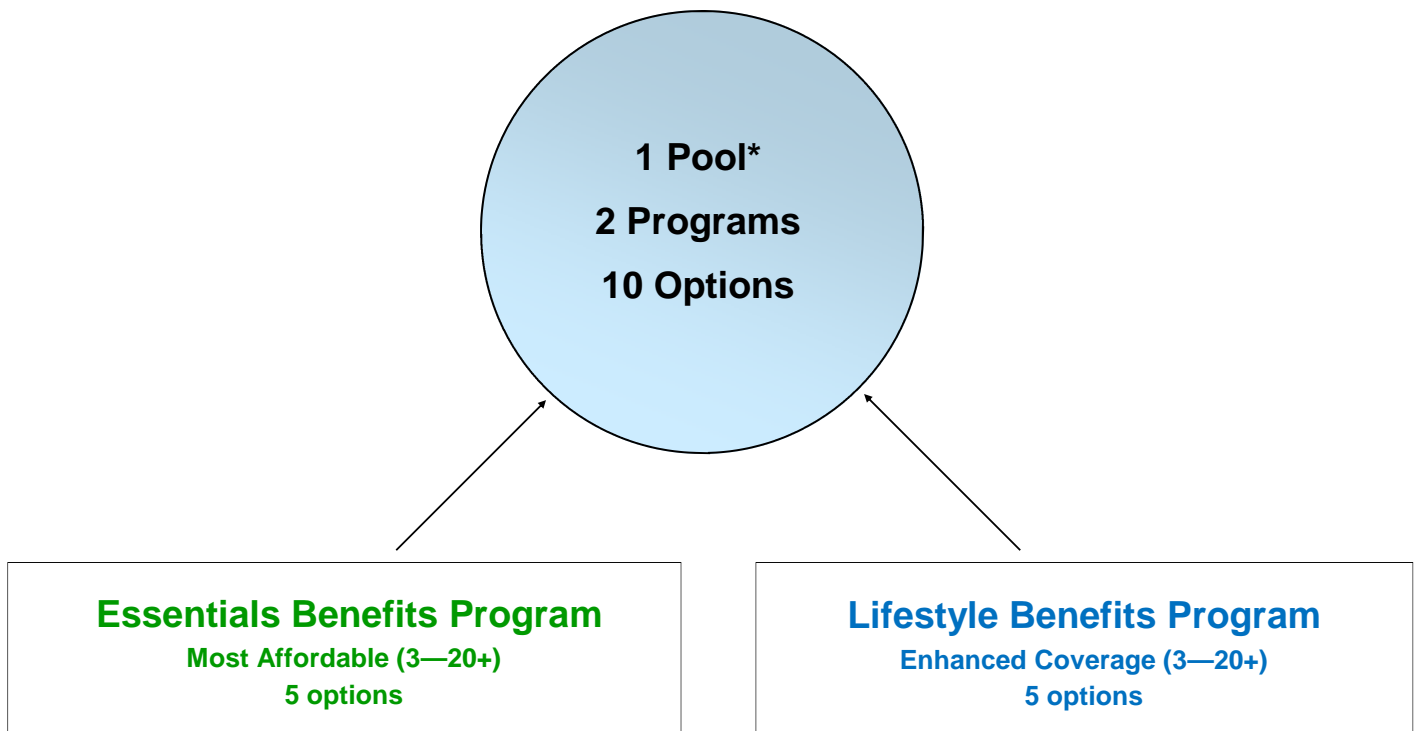 1 Pool*
2 Programs
10 Options
Essentials Benefits Program
Most Affordable (3—20+)
5 options
Lifestyle Benefits Program
Enhanced Coverage (3—20+)
5 options